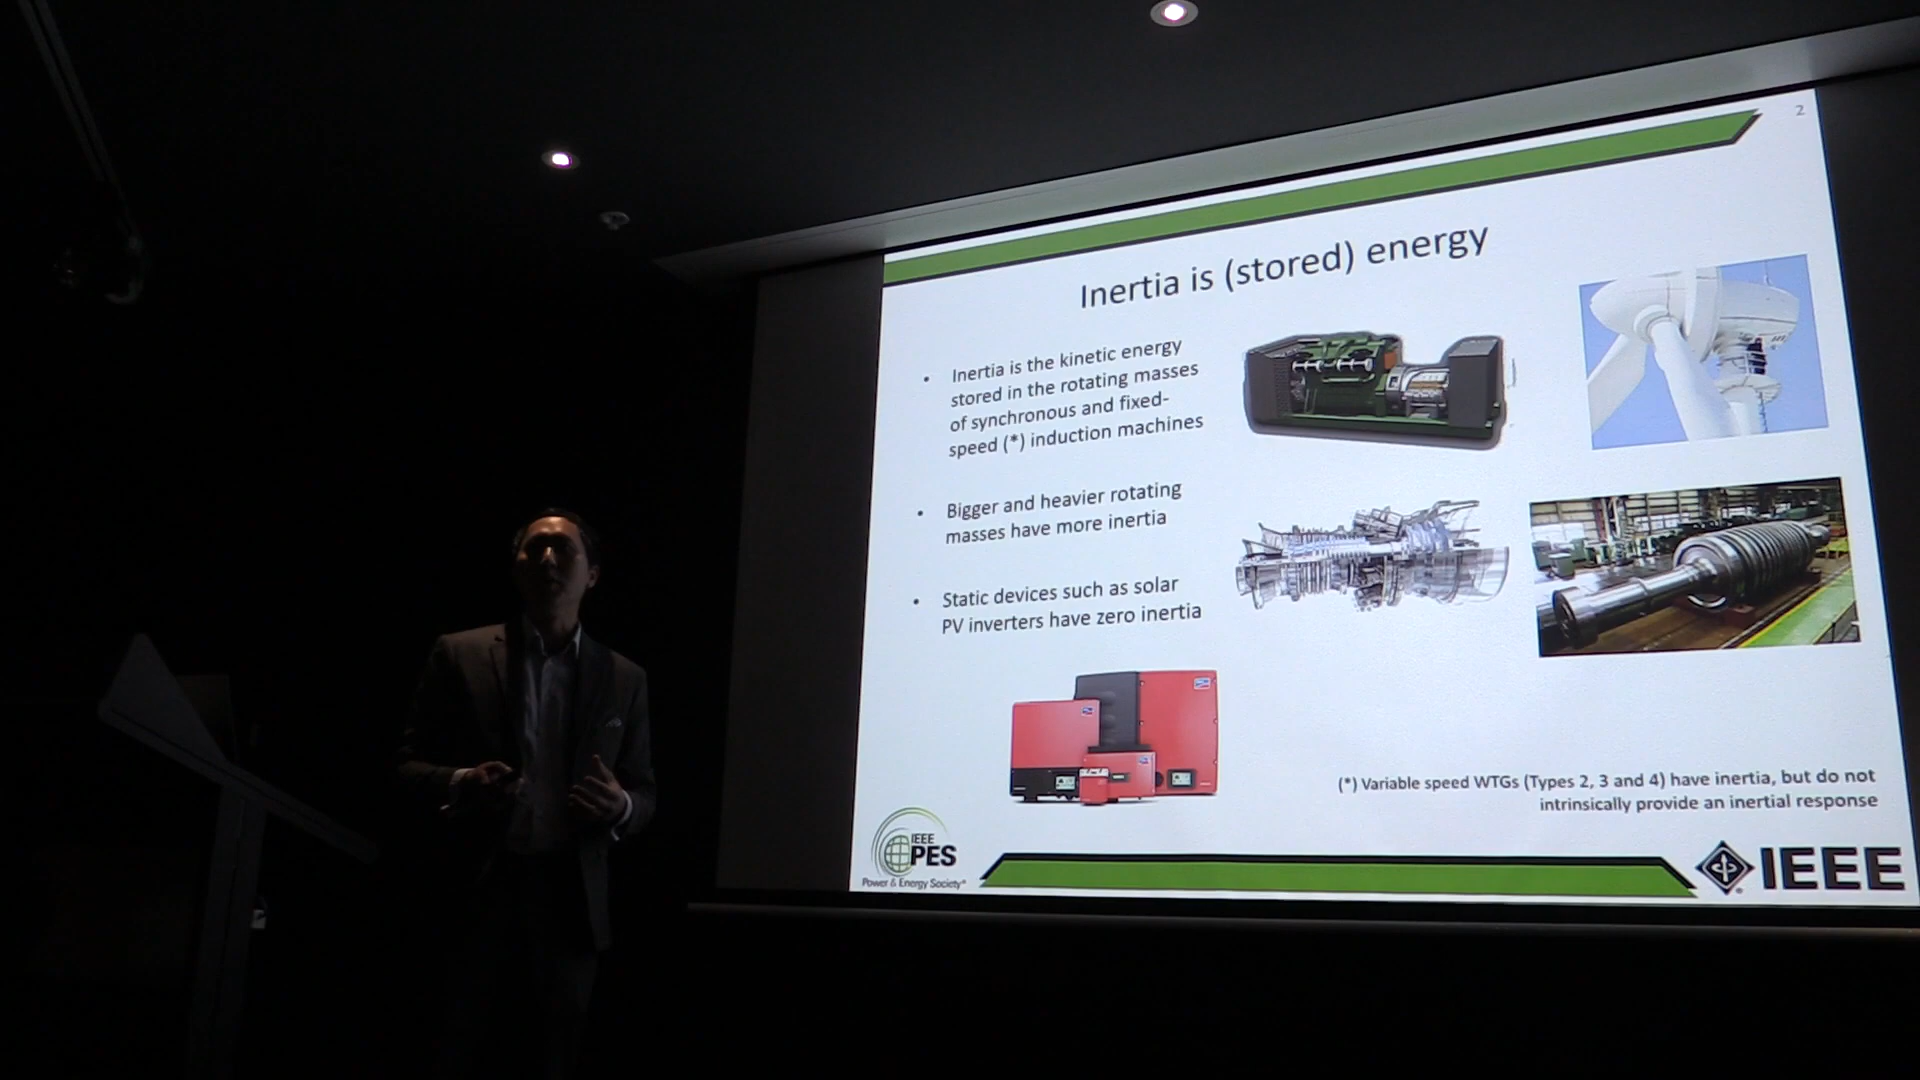 2
Inertia is (stored) energy
• Inertia is the kinetic energy
stored in the rotating masses
of synchronous and fixed-
speed (*) induction machines
• Bigger and heavier rotating
masses have more inertia
• Static devices such as solar
PV inverters have zero inertia
(*) Variable speed WTGs (Types 2, 3 and 4) have inertia, but do not
intrinsically provide an inertial response
IEEE
PES
Power & Energy Society®
IEEE